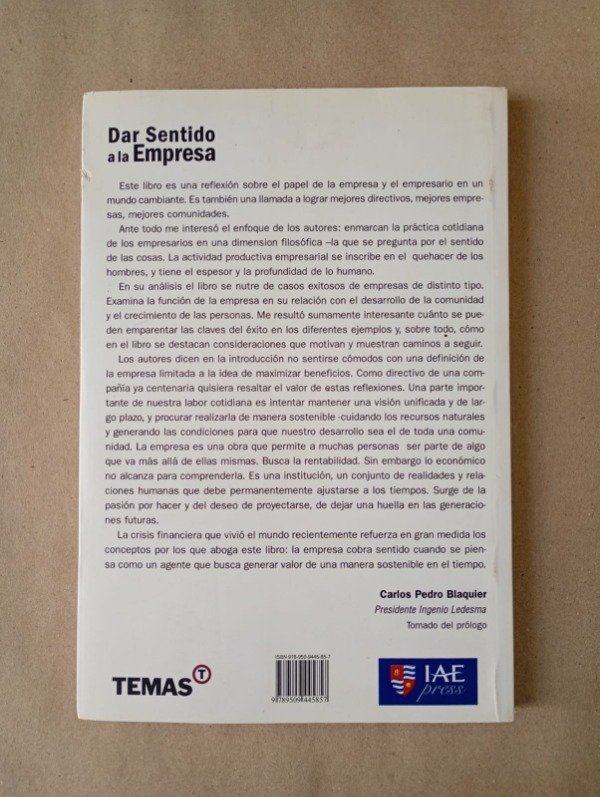 Dar Sentido
a la Empresa
Este libro es una reflexión sobre el papel de la empresa y el empresario en un
mundo cambiante. Es también una llamada a lograr mejores directivos, mejores empre-
sas, mejores comunidades.
Ante todo me interesó el enfoque de los autores: enmarcan la práctica cotidiana
de los empresarios en una dimension filosófica –la que se pregunta por el sentido
de las cosas. La actividad productiva empresarial se inscribe en el quehacer de los
hombres, y tiene el espesor y la profundidad de lo humano.
En su análisis el libro se nutre de casos exitosos de empresas de distinto tipo.
Examina la función de la empresa en su relación con el desarrollo de la comunidad
y el crecimiento de las personas. Me resultó sumamente interesante cuánto se pue-
den emparentar las claves del éxito en los diferentes ejemplos y, sobre todo, cómo
en el libro se destacan consideraciones que motivan y muestran caminos a seguir.
Los autores dicen en la introducción no sentirse cómodos con una definición de
la empresa limitada a la idea de maximizar beneficios. Como directivo de una com-
pañía ya centenaria quisiera resaltar el valor de estas reflexiones. Una parte impor-
tante de nuestra labor cotidiana es intentar mantener una visión unificada y de lar-
go plazo, y procurar realizarla de manera sostenible -cuidando los recursos naturales
y generando las condiciones para que nuestro desarrollo sea el de toda una comu-
nidad. La empresa es una obra que permite a muchas personas ser parte de algo
que va más allá de ellas mismas. Busca la rentabilidad. Sin embargo lo económico
no alcanza para comprenderla. Es una institución, un conjunto de realidades y rela-
ciones humanas que debe permanentemente ajustarse a los tiempos. Surge de la
pasión por hacer y del deseo de proyectarse, de dejar una huella en las generacio-
nes futuras.
La crisis financiera que vivió el mundo recientemente refuerza en gran medida los
conceptos por los que aboga este libro: la empresa cobra sentido cuando se pien-
sa como un agente que busca generar valor de una manera sostenible en el tiempo.
Carlos Pedro Blaquier
Presidente Ingenio Ledesma
Tomado del prólogo
TEMAS T
ISBN 978-950-9445-85-7
9 789509 445857
IAE
press